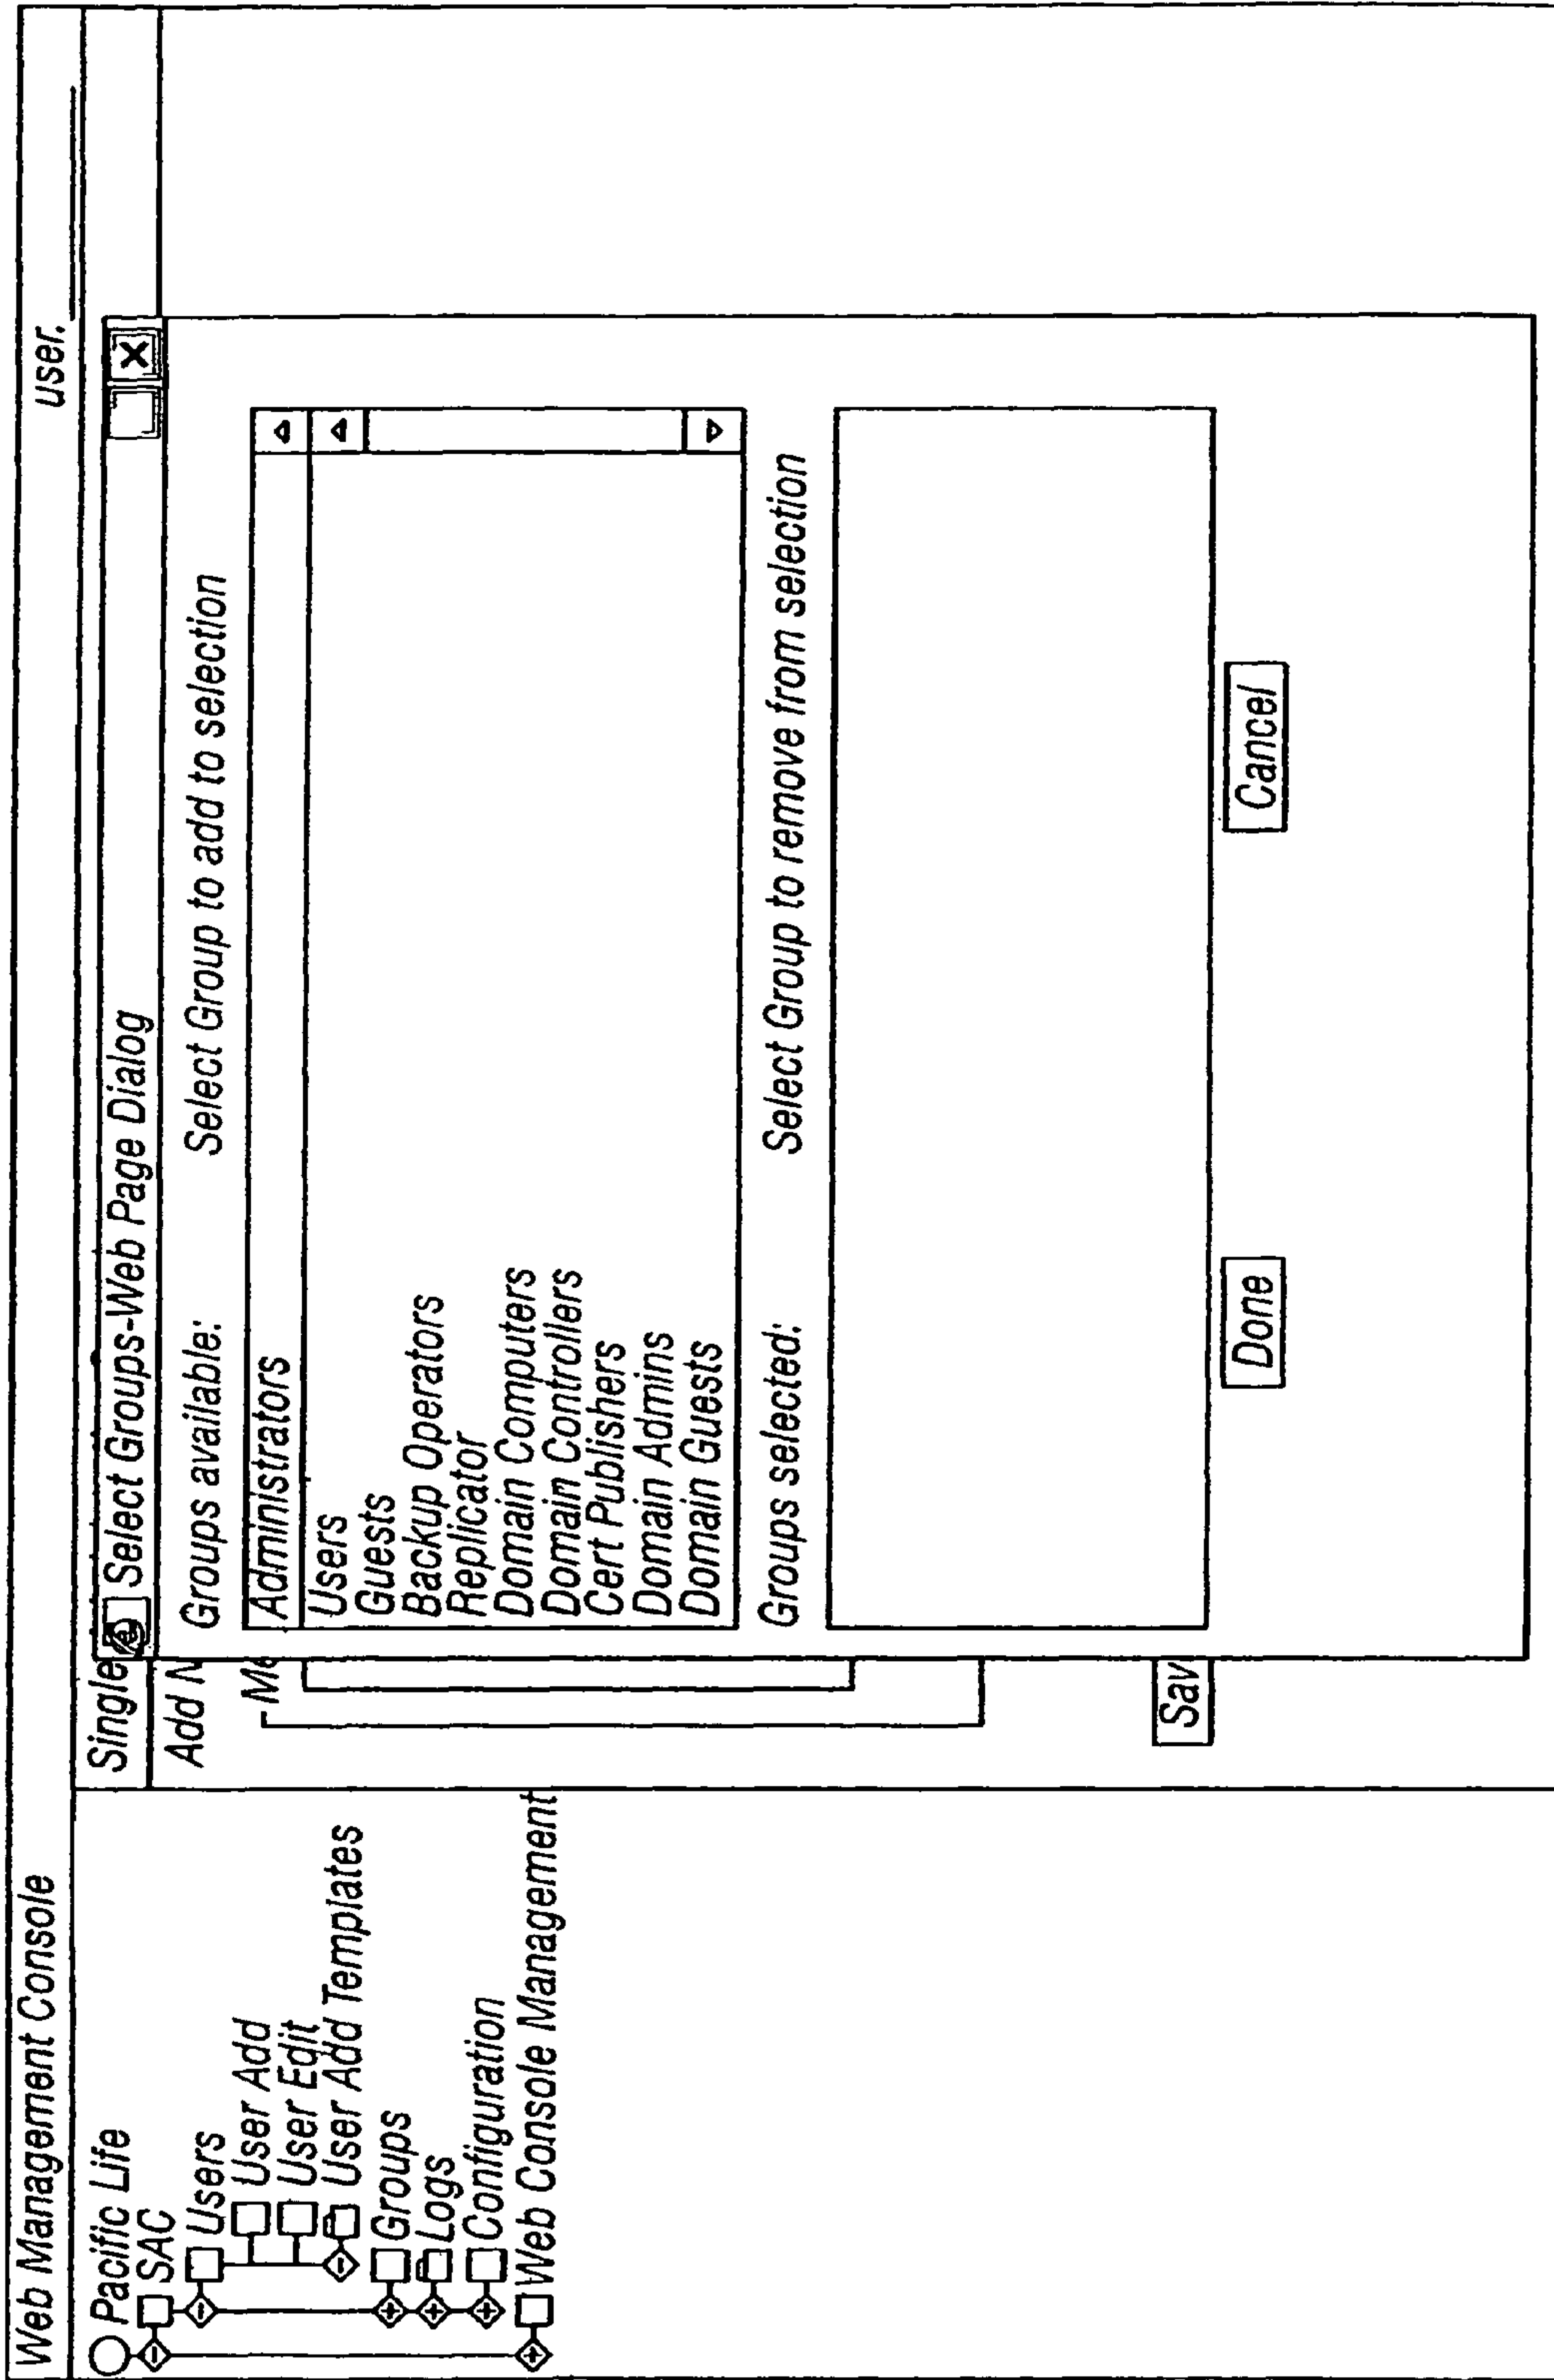 Web Management Console
user.
Pacific Life
SAC
Users
User Add
User Edit
User Add Templates
Groups
Logs
Configuration
Web Console Management
Single
Add N
Me
Sav
Select Groups-Web Page Dialog
Groups available:
Select Group to add to selection
Administrators
Users
Guests
Backup Operators
Replicator
Domain Computers
Domain Controllers
Cert Publishers
Domain Admins
Domain Guests
Groups selected:
Select Group to remove from selection
Done
Cancel